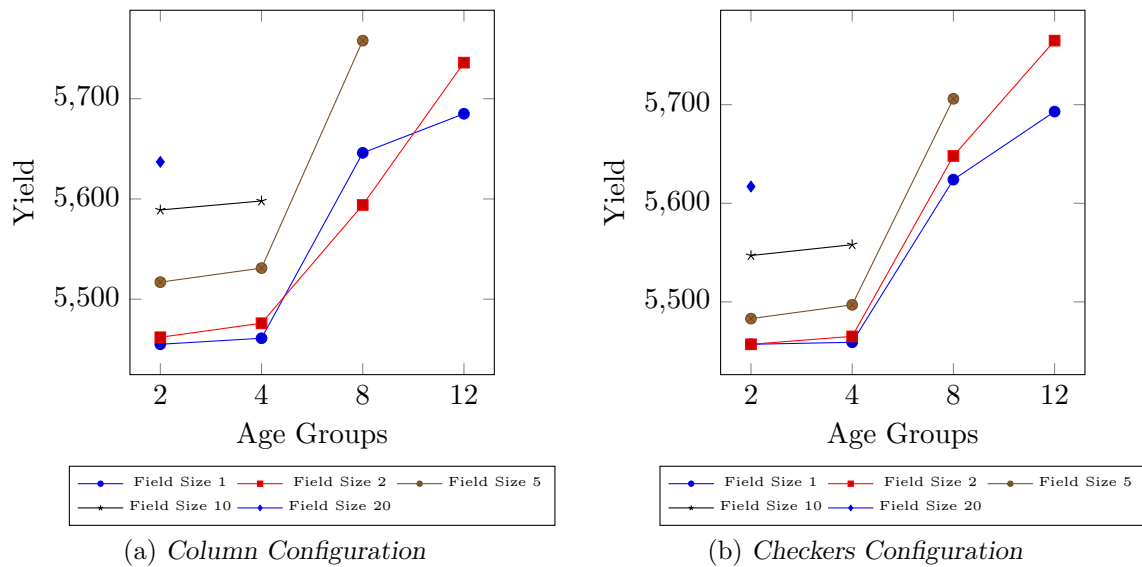 5,700
5,600
5,500
Yield
2 4 8 12
Age Groups
Field Size 1 Field Size 2 Field Size 5
Field Size 10 Field Size 20
(a) Column Configuration
5,700
5,600
5,500
Yield
2 4 8 12
Age Groups
Field Size 1 Field Size 2 Field Size 5
Field Size 10 Field Size 20
(b) Checkers Configuration